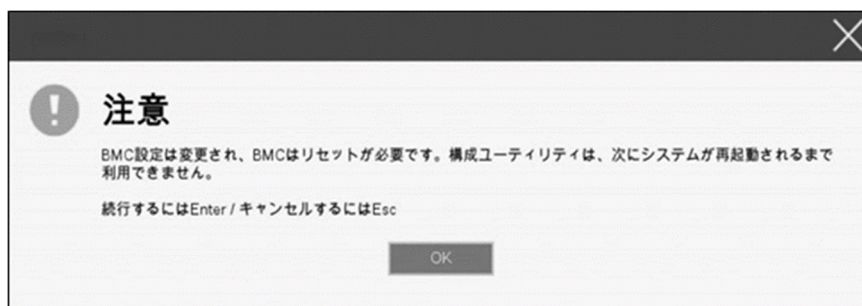 注意
BMC設定は変更され、BMCはリセットが必要です。構成ユーティリティは、次にシステムが再起動されるまで
利用できません。
続行するにはEnter / キャンセルするにはEsc
OK